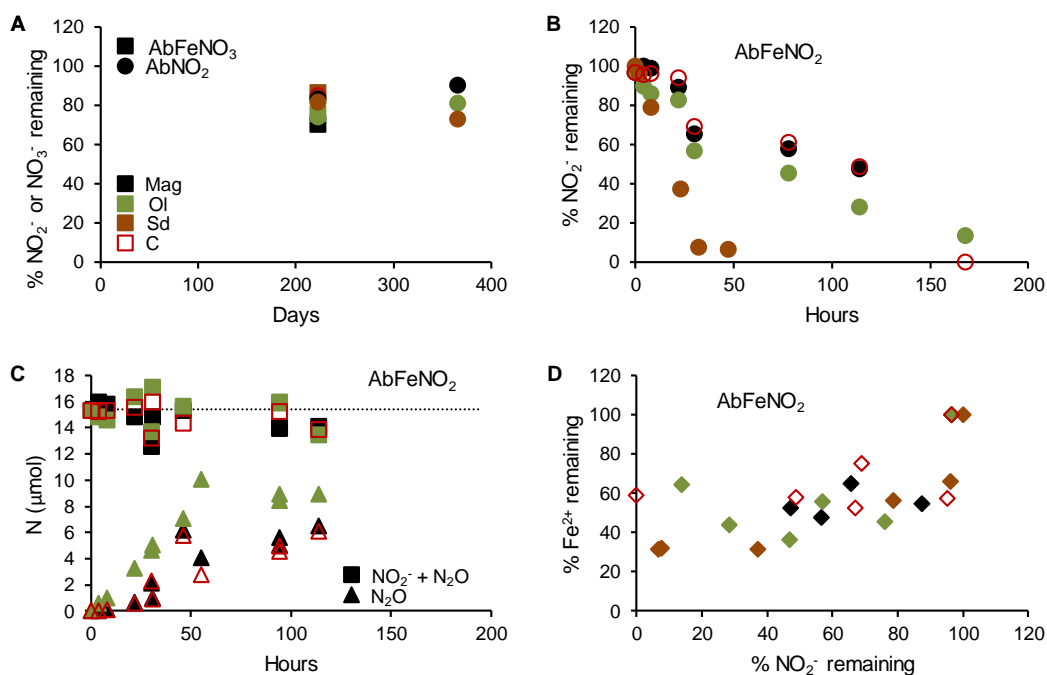 A
120
100
80
60
40
20
0
% NO₂⁻ or NO₃⁻ remaining
AbFeNO₃
AbNO₂
Mag
Ol
Sd
C
0 100 200 300 400
Days
B
AbFeNO₂
120
100
80
60
40
20
0
% NO₂⁻ remaining
0 50 100 150 200
Hours
C
AbFeNO₂
18
16
14
12
10
8
6
4
2
0
N (µmol)
NO₂⁻ + N₂O
N₂O
0 50 100 150 200
Hours
D
AbFeNO₂
120
100
80
60
40
20
0
% Fe²⁺ remaining
0 20 40 60 80 100 120
% NO₂⁻ remaining